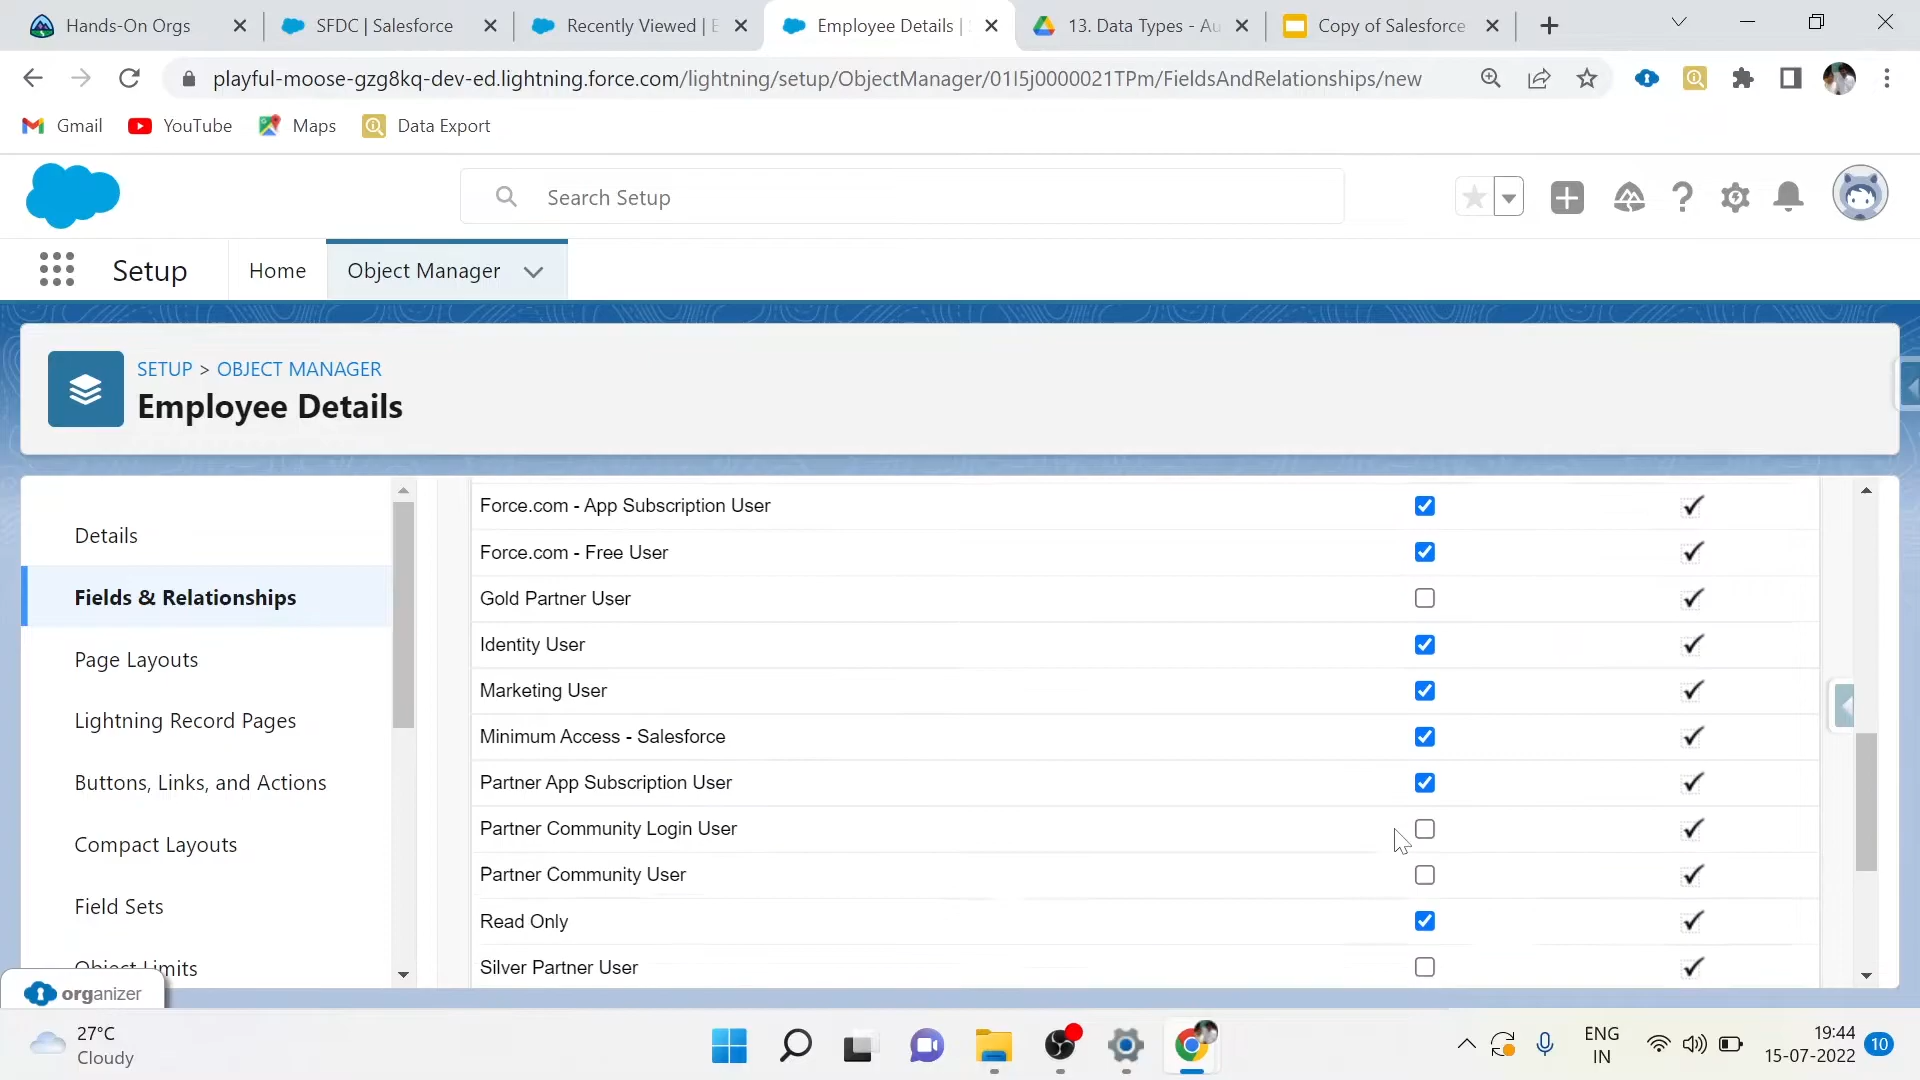 Hands-On Orgs
SFDC | Salesforce
Recently Viewed | E
Employee Details |
13. Data Types - Au
Copy of Salesforce
playful-moose-gzg8kq-dev-ed.lightning.force.com/lightning/setup/ObjectManager/01I5j0000021TPm/FieldsAndRelationships/new
Gmail
YouTube
Maps
Data Export
Search Setup
Setup
Home
Object Manager
SETUP > OBJECT MANAGER
Employee Details
Details
Fields & Relationships
Page Layouts
Lightning Record Pages
Buttons, Links, and Actions
Compact Layouts
Field Sets
Object Limits
Force.com - App Subscription User
Force.com - Free User
Gold Partner User
Identity User
Marketing User
Minimum Access - Salesforce
Partner App Subscription User
Partner Community Login User
Partner Community User
Read Only
Silver Partner User
organizer
27°C
Cloudy
ENG
IN
19:44
15-07-2022
10